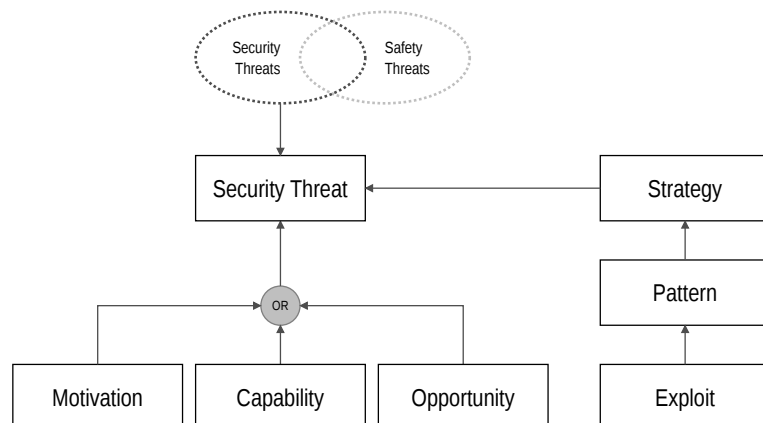 Security
Threats
Safety
Threats
Security Threat
Strategy
Pattern
OR
Motivation
Capability
Opportunity
Exploit